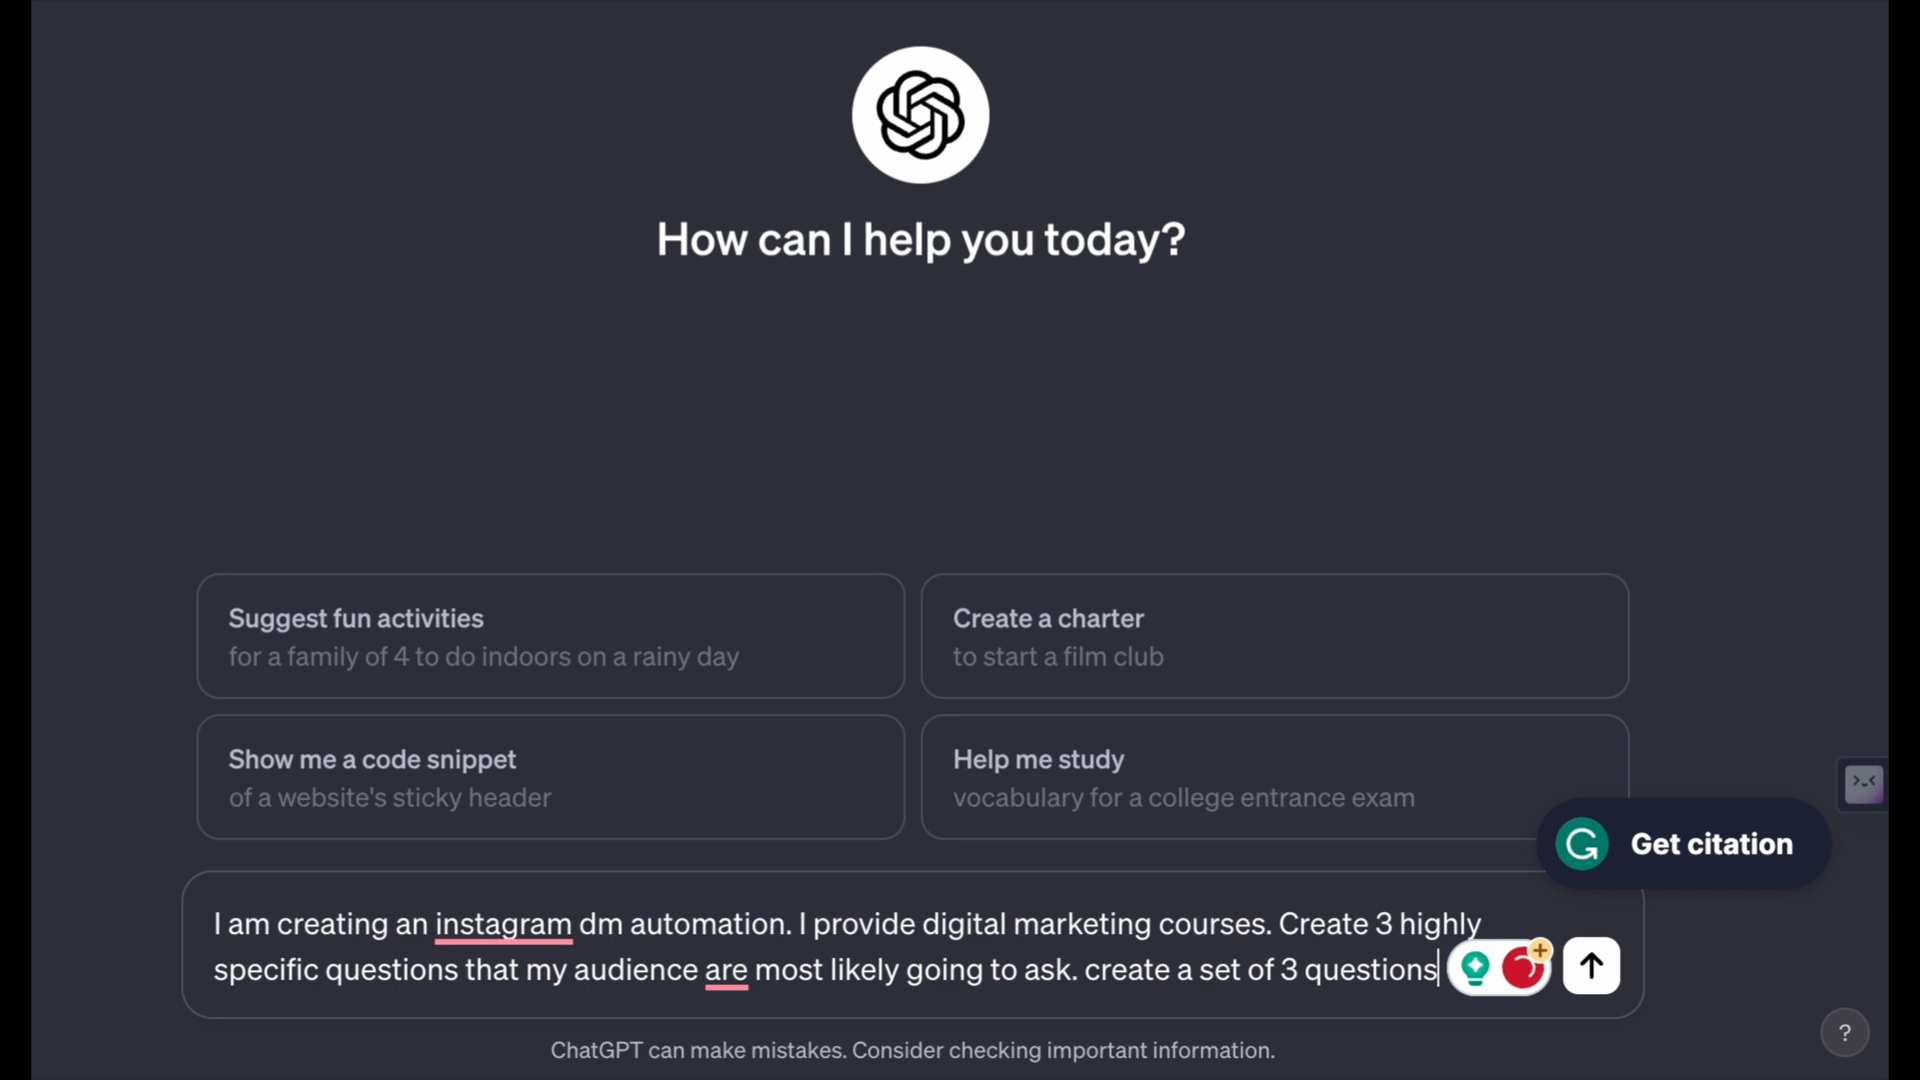 How can I help you today?
Suggest fun activities
for a family of 4 to do indoors on a rainy day
Create a charter
to start a film club
Show me a code snippet
of a website's sticky header
Help me study
vocabulary for a college entrance exam
Get citation
I am creating an instagram dm automation. I provide digital marketing courses. Create 3 highly
specific questions that my audience are most likely going to ask. create a set of 3 questions
ChatGPT can make mistakes. Consider checking important information.
?